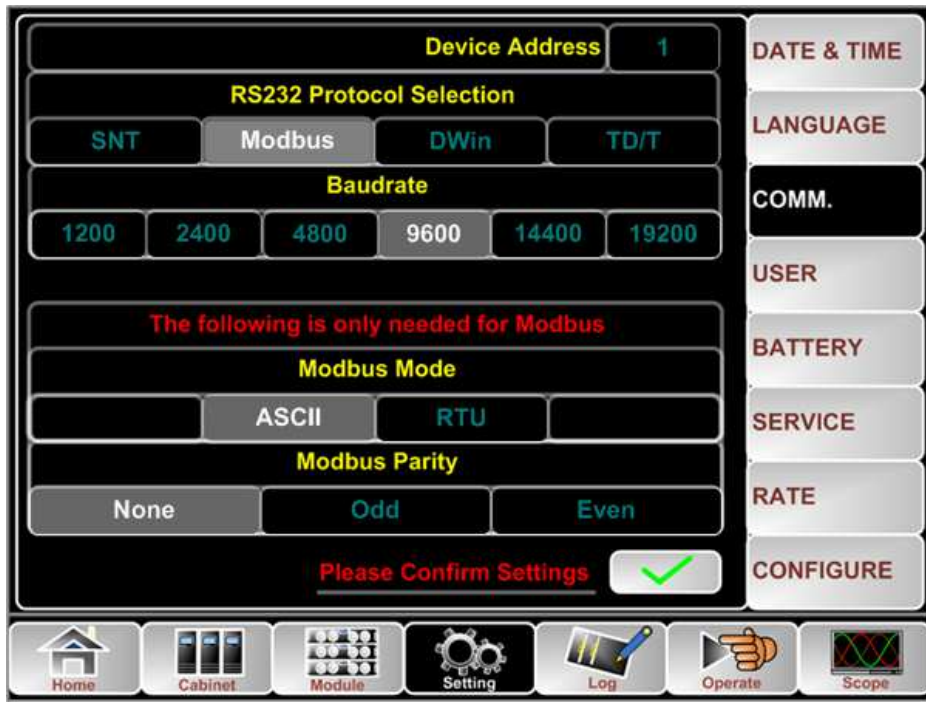 Device Address 1
RS232 Protocol Selection
SNT Modbus DWin TD/T
Baudrate
1200 2400 4800 9600 14400 19200
The following is only needed for Modbus
Modbus Mode
ASCII RTU
Modbus Parity
None Odd Even
Please Confirm Settings
DATE & TIME
LANGUAGE
COMM.
USER
BATTERY
SERVICE
RATE
CONFIGURE
Home Cabinet Module Setting Log Operate Scope